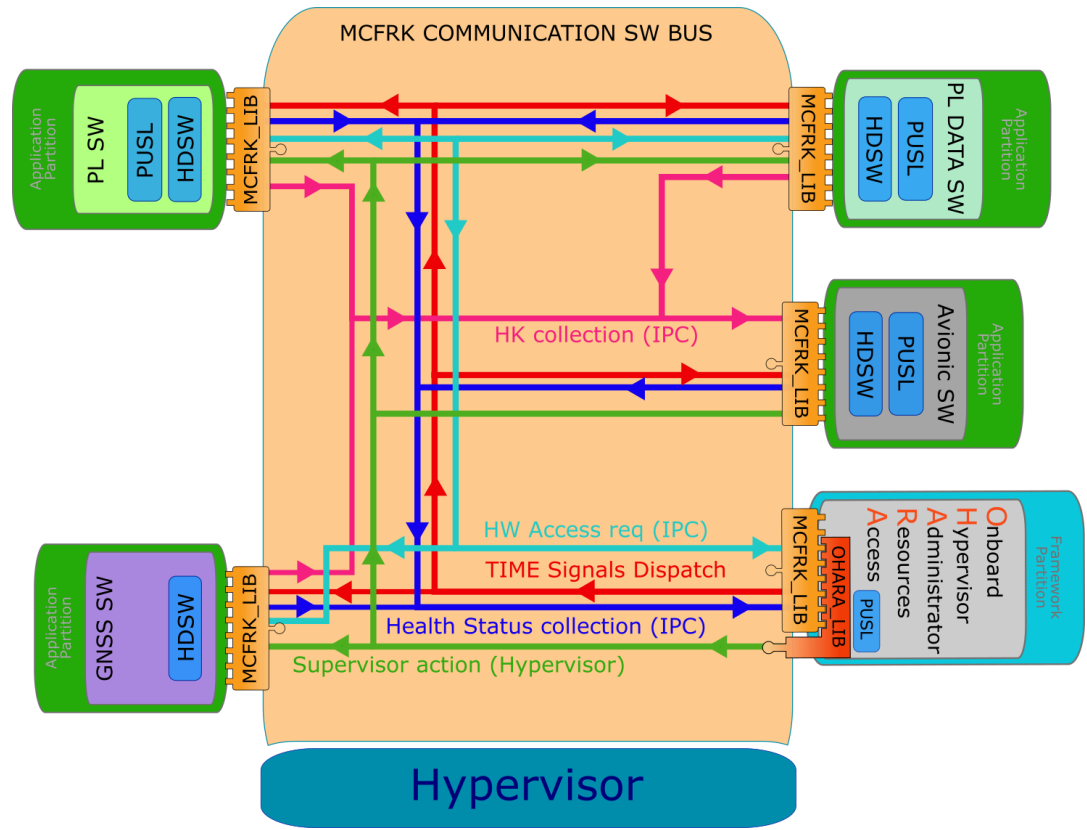 MCFRK COMMUNICATION SW BUS
Application
Partition
PL SW
PUSL
HDSW
MCFRK_LIB
MCFRK_LIB
HDSW
PUSL
PL DATA SW
Application
Partition
HK collection (IPC)
MCFRK_LIB
HDSW
PUSL
Avionic SW
Application
Partition
HW Access req (IPC)
TIME Signals Dispatch
Health Status collection (IPC)
Supervisor action (Hypervisor)
Application
Partition
GNSS SW
HDSW
MCFRK_LIB
MCFRK_LIB
OHARA_LIB
PUSL
Onboard
Hypervisor
Administrator
Resources
Access
Framework
Partition
Hypervisor